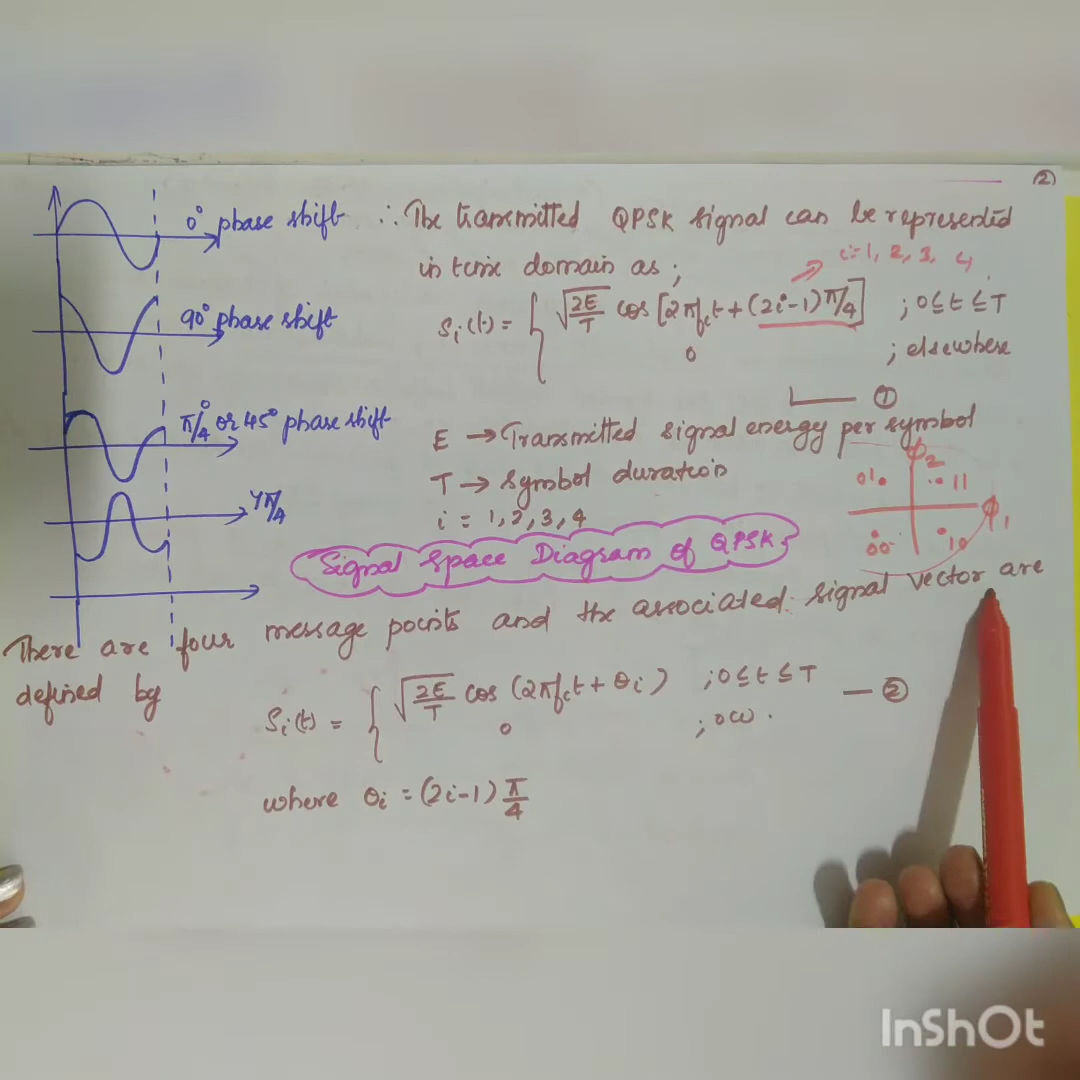 ②
0° phase shift
90° phase shift
π/4° or 45° phase shift
7π/4
∴ The transmitted QPSK signal can be represented
in time domain as;
i=1, 2, 3, 4
Si(t) = { √2E/T cos [2πfct + (2i-1)π/4] ; 0≤t≤T
0 ; elsewhere
①
E → Transmitted signal energy per symbol
T → symbol duration
i = 1, 2, 3, 4
ϕ2
01 11
ϕ1
00 10
Signal Space Diagram of QPSK
There are four message points and the associated signal vector are
defined by
Si(t) = { √2E/T cos (2πfct + θi) ; 0≤t≤T — ②
0 ; ow.
where θi = (2i-1) π/4
InShOt